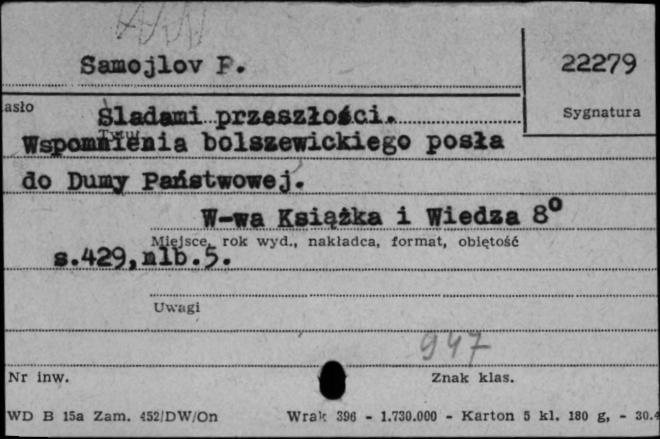 Samojlov F.
22279
asło
Śladami przeszłości.
Sygnatura
Tytuł
Wspomnienia bolszewickiego posła
do Dumy Państwowej.
W-wa Książka i Wiedza 8º
Miejsce, rok wyd., nakładca, format, objętość
s.429,nlb.5.
Uwagi
947
Nr inw.
Znak klas.
WD B 15a Zam. 452/DW/On Wrak 396 - 1.730.000 - Karton 5 kl. 180 g, - 30.4